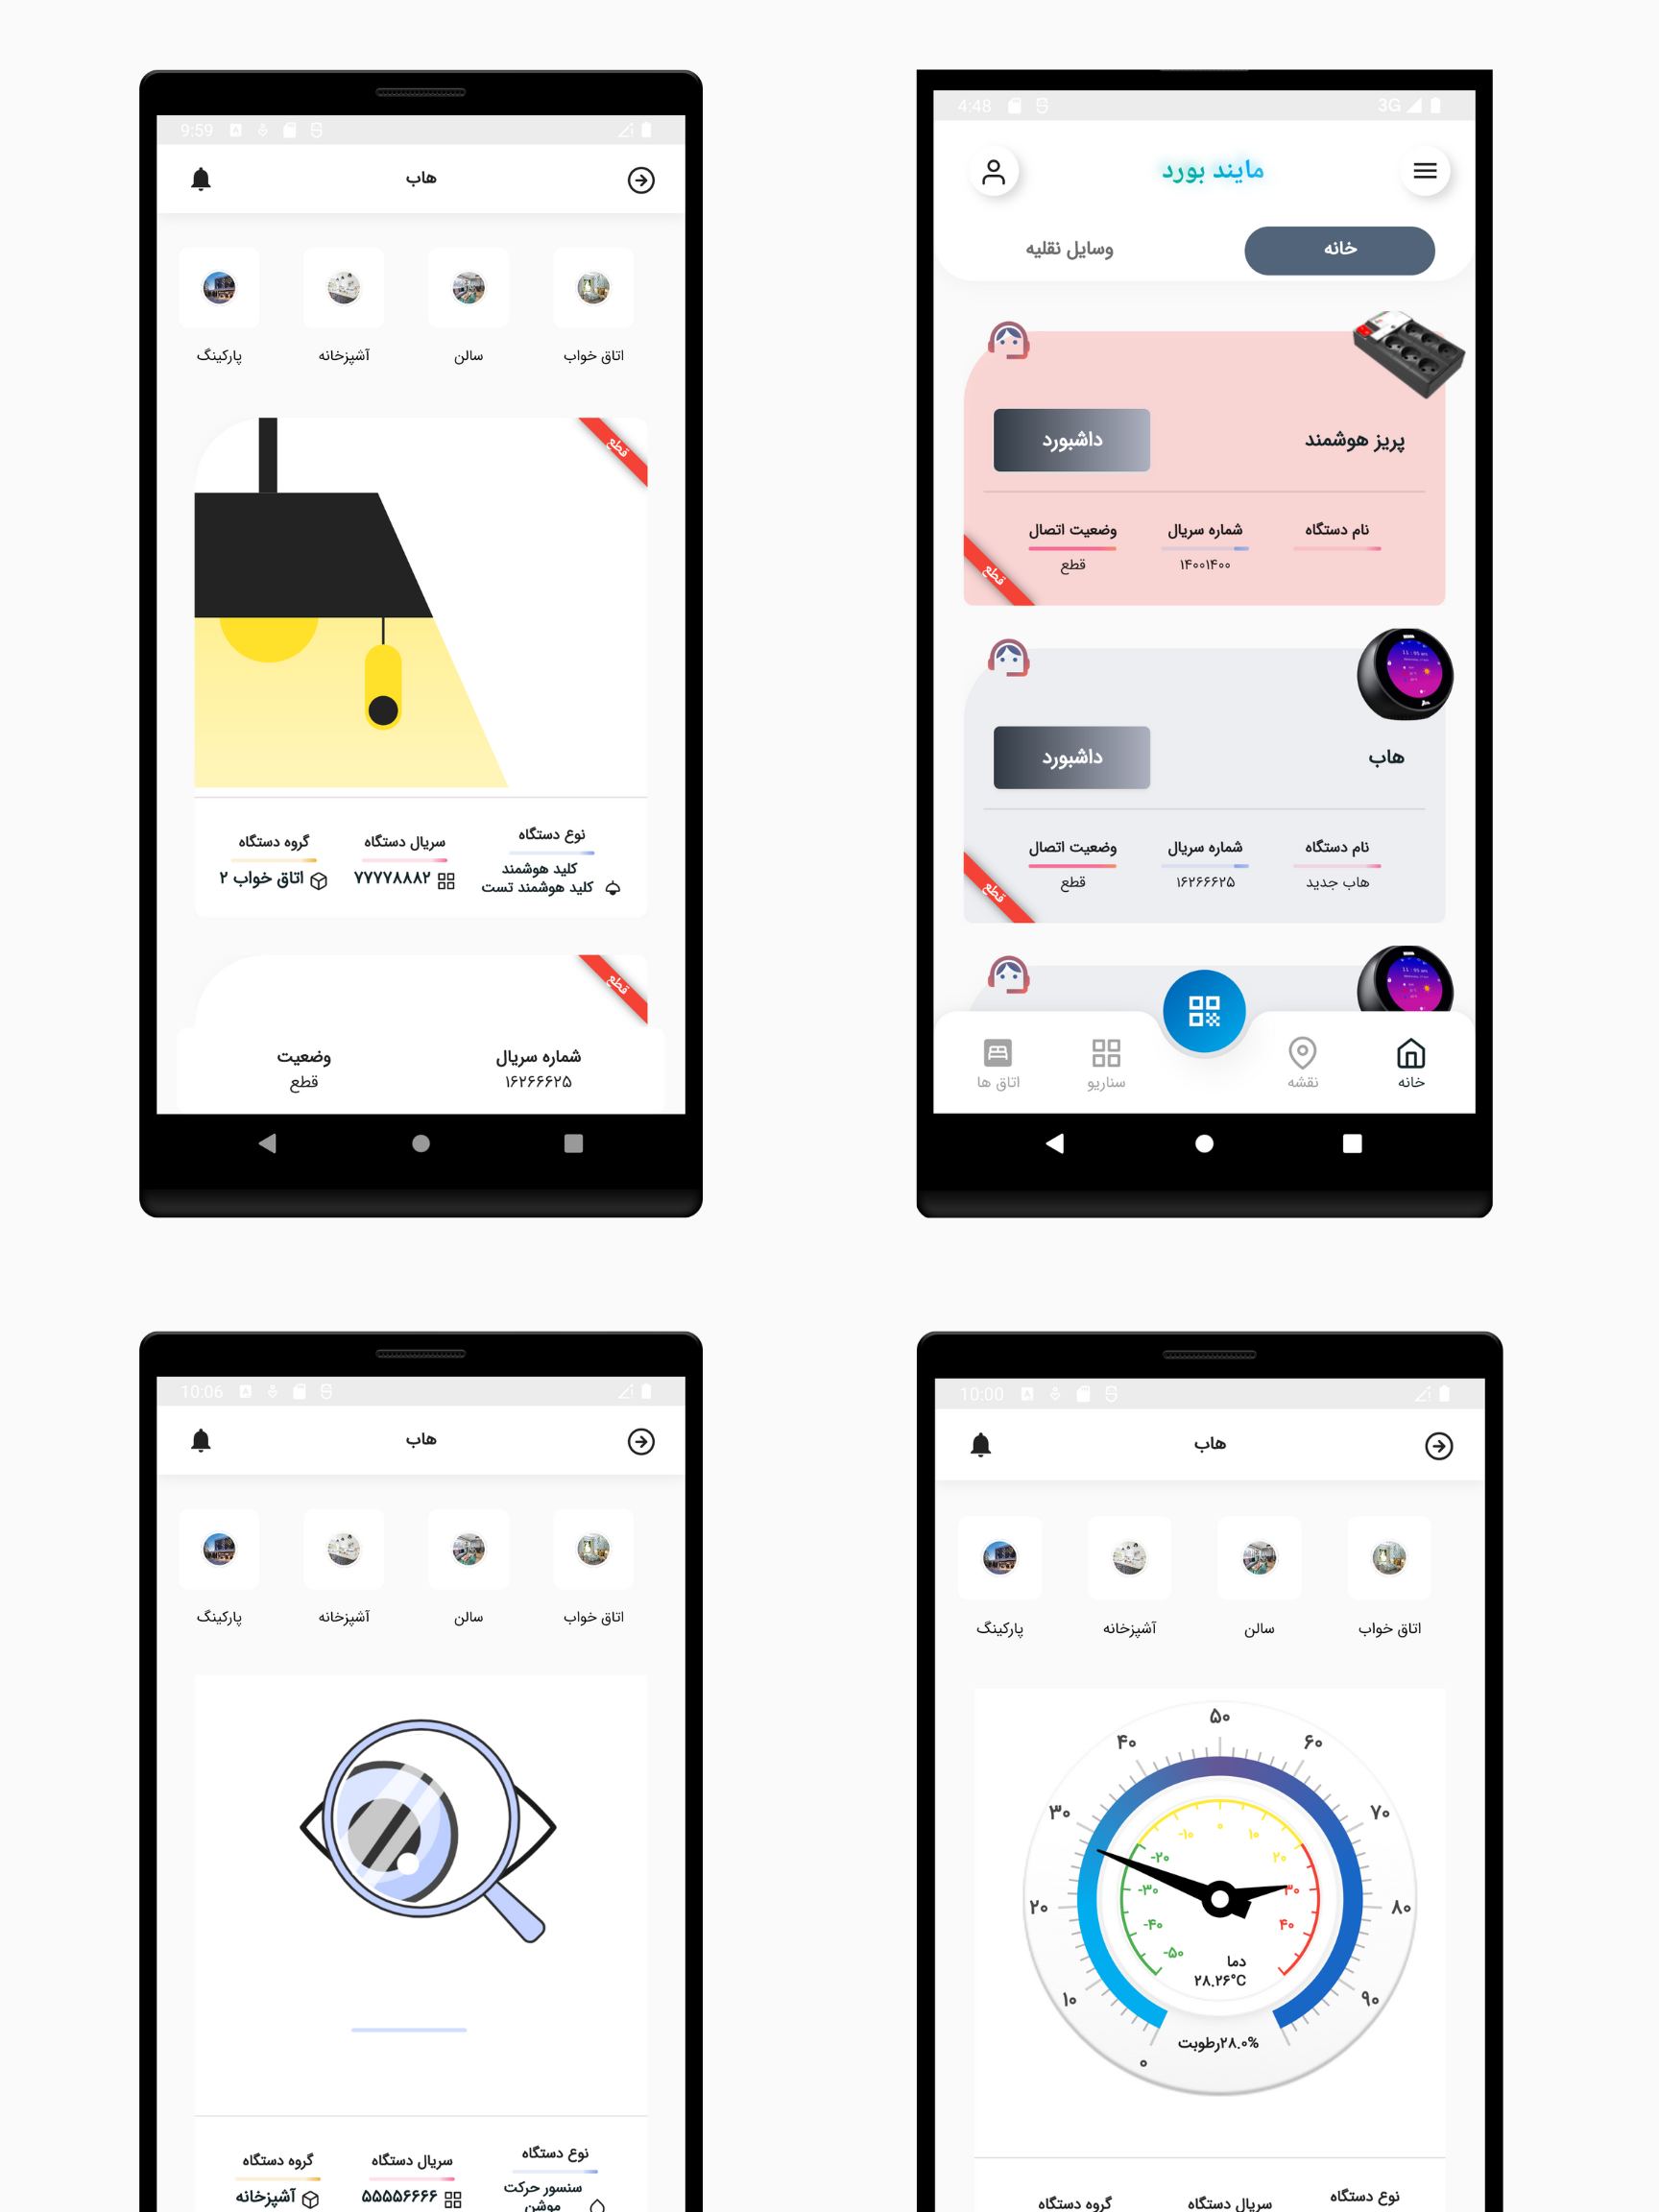 9:59
هاب
اتاق خواب
سالن
آشپزخانه
پارکینگ
قطع
نوع دستگاه
کلید هوشمند
کلید هوشمند تست
سریال دستگاه
۷۷۷۷۸۸۸۲
گروه دستگاه
اتاق خواب ۲
قطع
شماره سریال
۱۶۲۶۶۶۲۵
وضعیت
قطع
4:48
3G
مایند بورد
خانه
وسایل نقلیه
پریز هوشمند
داشبورد
نام دستگاه
شماره سریال
۱۴۰۰۱۴۰۰
وضعیت اتصال
قطع
قطع
هاب
داشبورد
نام دستگاه
هاب جدید
شماره سریال
۱۶۲۶۶۶۲۵
وضعیت اتصال
قطع
قطع
خانه
نقشه
سناریو
اتاق ها
10:06
هاب
اتاق خواب
سالن
آشپزخانه
پارکینگ
نوع دستگاه
سنسور حرکت
موشن
سریال دستگاه
۵۵۵۵۶۶۶۶
گروه دستگاه
آشپزخانه
10:00
هاب
اتاق خواب
سالن
آشپزخانه
پارکینگ
۰
۱۰
۲۰
۳۰
۴۰
۵۰
۶۰
۷۰
۸۰
۹۰
-۵۰
-۴۰
-۳۰
-۲۰
-۱۰
۰
۱۰
۲۰
۳۰
۴۰
دما
۲۸.۲۶°C
۲۸.۰%رطوبت
نوع دستگاه
سریال دستگاه
گروه دستگاه